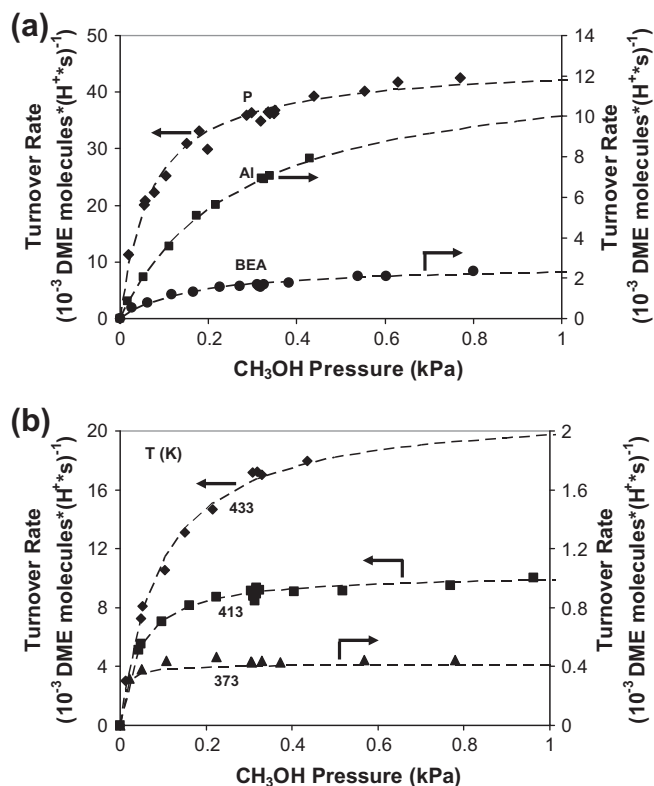 (a)
50
40
30
20
10
0
Turnover Rate
(10⁻³ DME molecules*(H⁺*s)⁻¹
P
Al
BEA
14
12
10
8
6
4
2
0
Turnover Rate
(10⁻³ DME molecules*(H⁺*s)⁻¹
0 0.2 0.4 0.6 0.8 1
CH₃OH Pressure (kPa)
(b)
20
16
12
8
4
0
Turnover Rate
(10⁻³ DME molecules*(H⁺*s)⁻¹
T (K)
433
413
373
2
1.6
1.2
0.8
0.4
0
Turnover Rate
(10⁻³ DME molecules*(H⁺*s)⁻¹
0 0.2 0.4 0.6 0.8 1
CH₃OH Pressure (kPa)